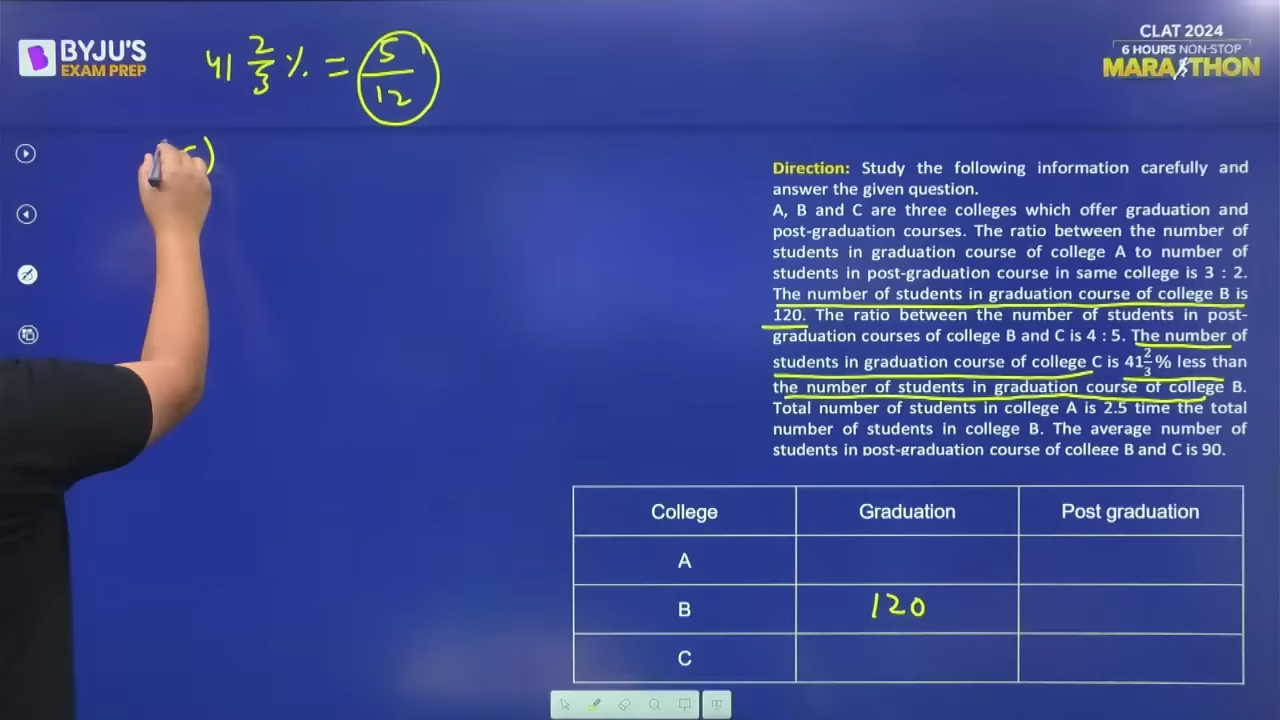 BYJU'S
EXAM PREP
41 2/3 % = 5/12
CLAT 2024
6 HOURS NON-STOP
MARATHON
Direction: Study the following information carefully and
answer the given question.
A, B and C are three colleges which offer graduation and
post-graduation courses. The ratio between the number of
students in graduation course of college A to number of
students in post-graduation course in same college is 3 : 2.
The number of students in graduation course of college B is
120. The ratio between the number of students in post-
graduation courses of college B and C is 4 : 5. The number of
students in graduation course of college C is 41 2/3 % less than
the number of students in graduation course of college B.
Total number of students in college A is 2.5 time the total
number of students in college B. The average number of
students in post-graduation course of college B and C is 90.
College Graduation Post graduation
A
B 120
C